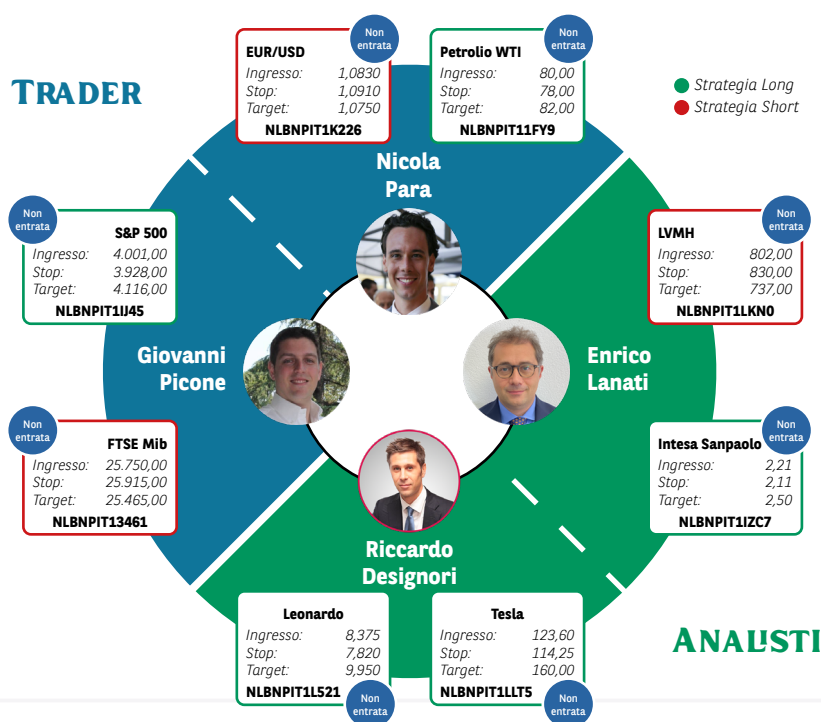 TRADER
Non
entrata
EUR/USD
Ingresso: 1,0830
Stop: 1,0910
Target: 1,0750
NLBNPIT1K226
Non
entrata
Petrolio WTI
Ingresso: 80,00
Stop: 78,00
Target: 82,00
NLBNPIT11FY9
Strategia Long
Strategia Short
Nicola
Para
Non
entrata
S&P 500
Ingresso: 4.001,00
Stop: 3.928,00
Target: 4.116,00
NLBNPIT1IJ45
Non
entrata
LVMH
Ingresso: 802,00
Stop: 830,00
Target: 737,00
NLBNPIT1LKN0
Giovanni
Picone
Enrico
Lanati
Non
entrata
FTSE Mib
Ingresso: 25.750,00
Stop: 25.915,00
Target: 25.465,00
NLBNPIT13461
Non
entrata
Intesa Sanpaolo
Ingresso: 2,21
Stop: 2,11
Target: 2,50
NLBNPIT1IZC7
Riccardo
Designori
Leonardo
Ingresso: 8,375
Stop: 7,820
Target: 9,950
NLBNPIT1L521
Non
entrata
Tesla
Ingresso: 123,60
Stop: 114,25
Target: 160,00
NLBNPIT1LLT5
Non
entrata
ANALISTI